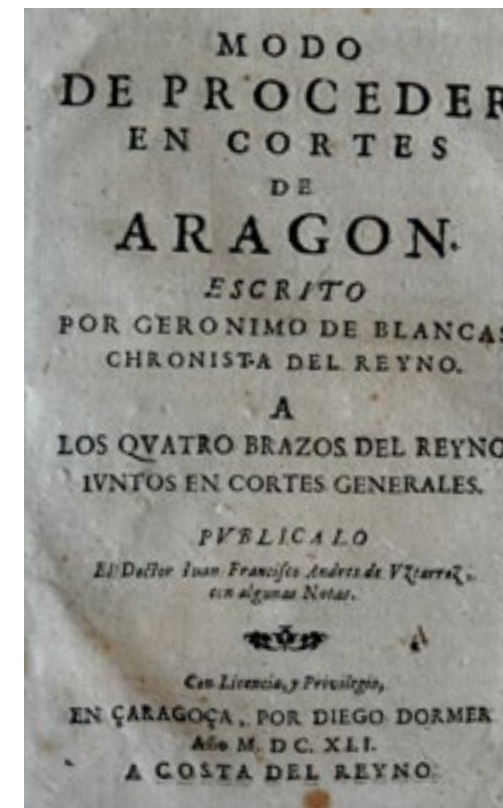 MODO
DE PROCEDER
EN CORTES
DE
ARAGON.
ESCRITO
POR GERONIMO DE BLANCAS
CHRONISTA DEL REYNO.
A
LOS QVATRO BRAZOS DEL REYNO
IVNTOS EN CORTES GENERALES.
PVBLICALO
El Doctor Iuan Francisco Andres de Vztarroz,
con algunas Notas.
Con Licencia, y Privilegio,
EN ÇARAGOÇA, POR DIEGO DORMER
Año M. DC. XLI.
A COSTA DEL REYNO.